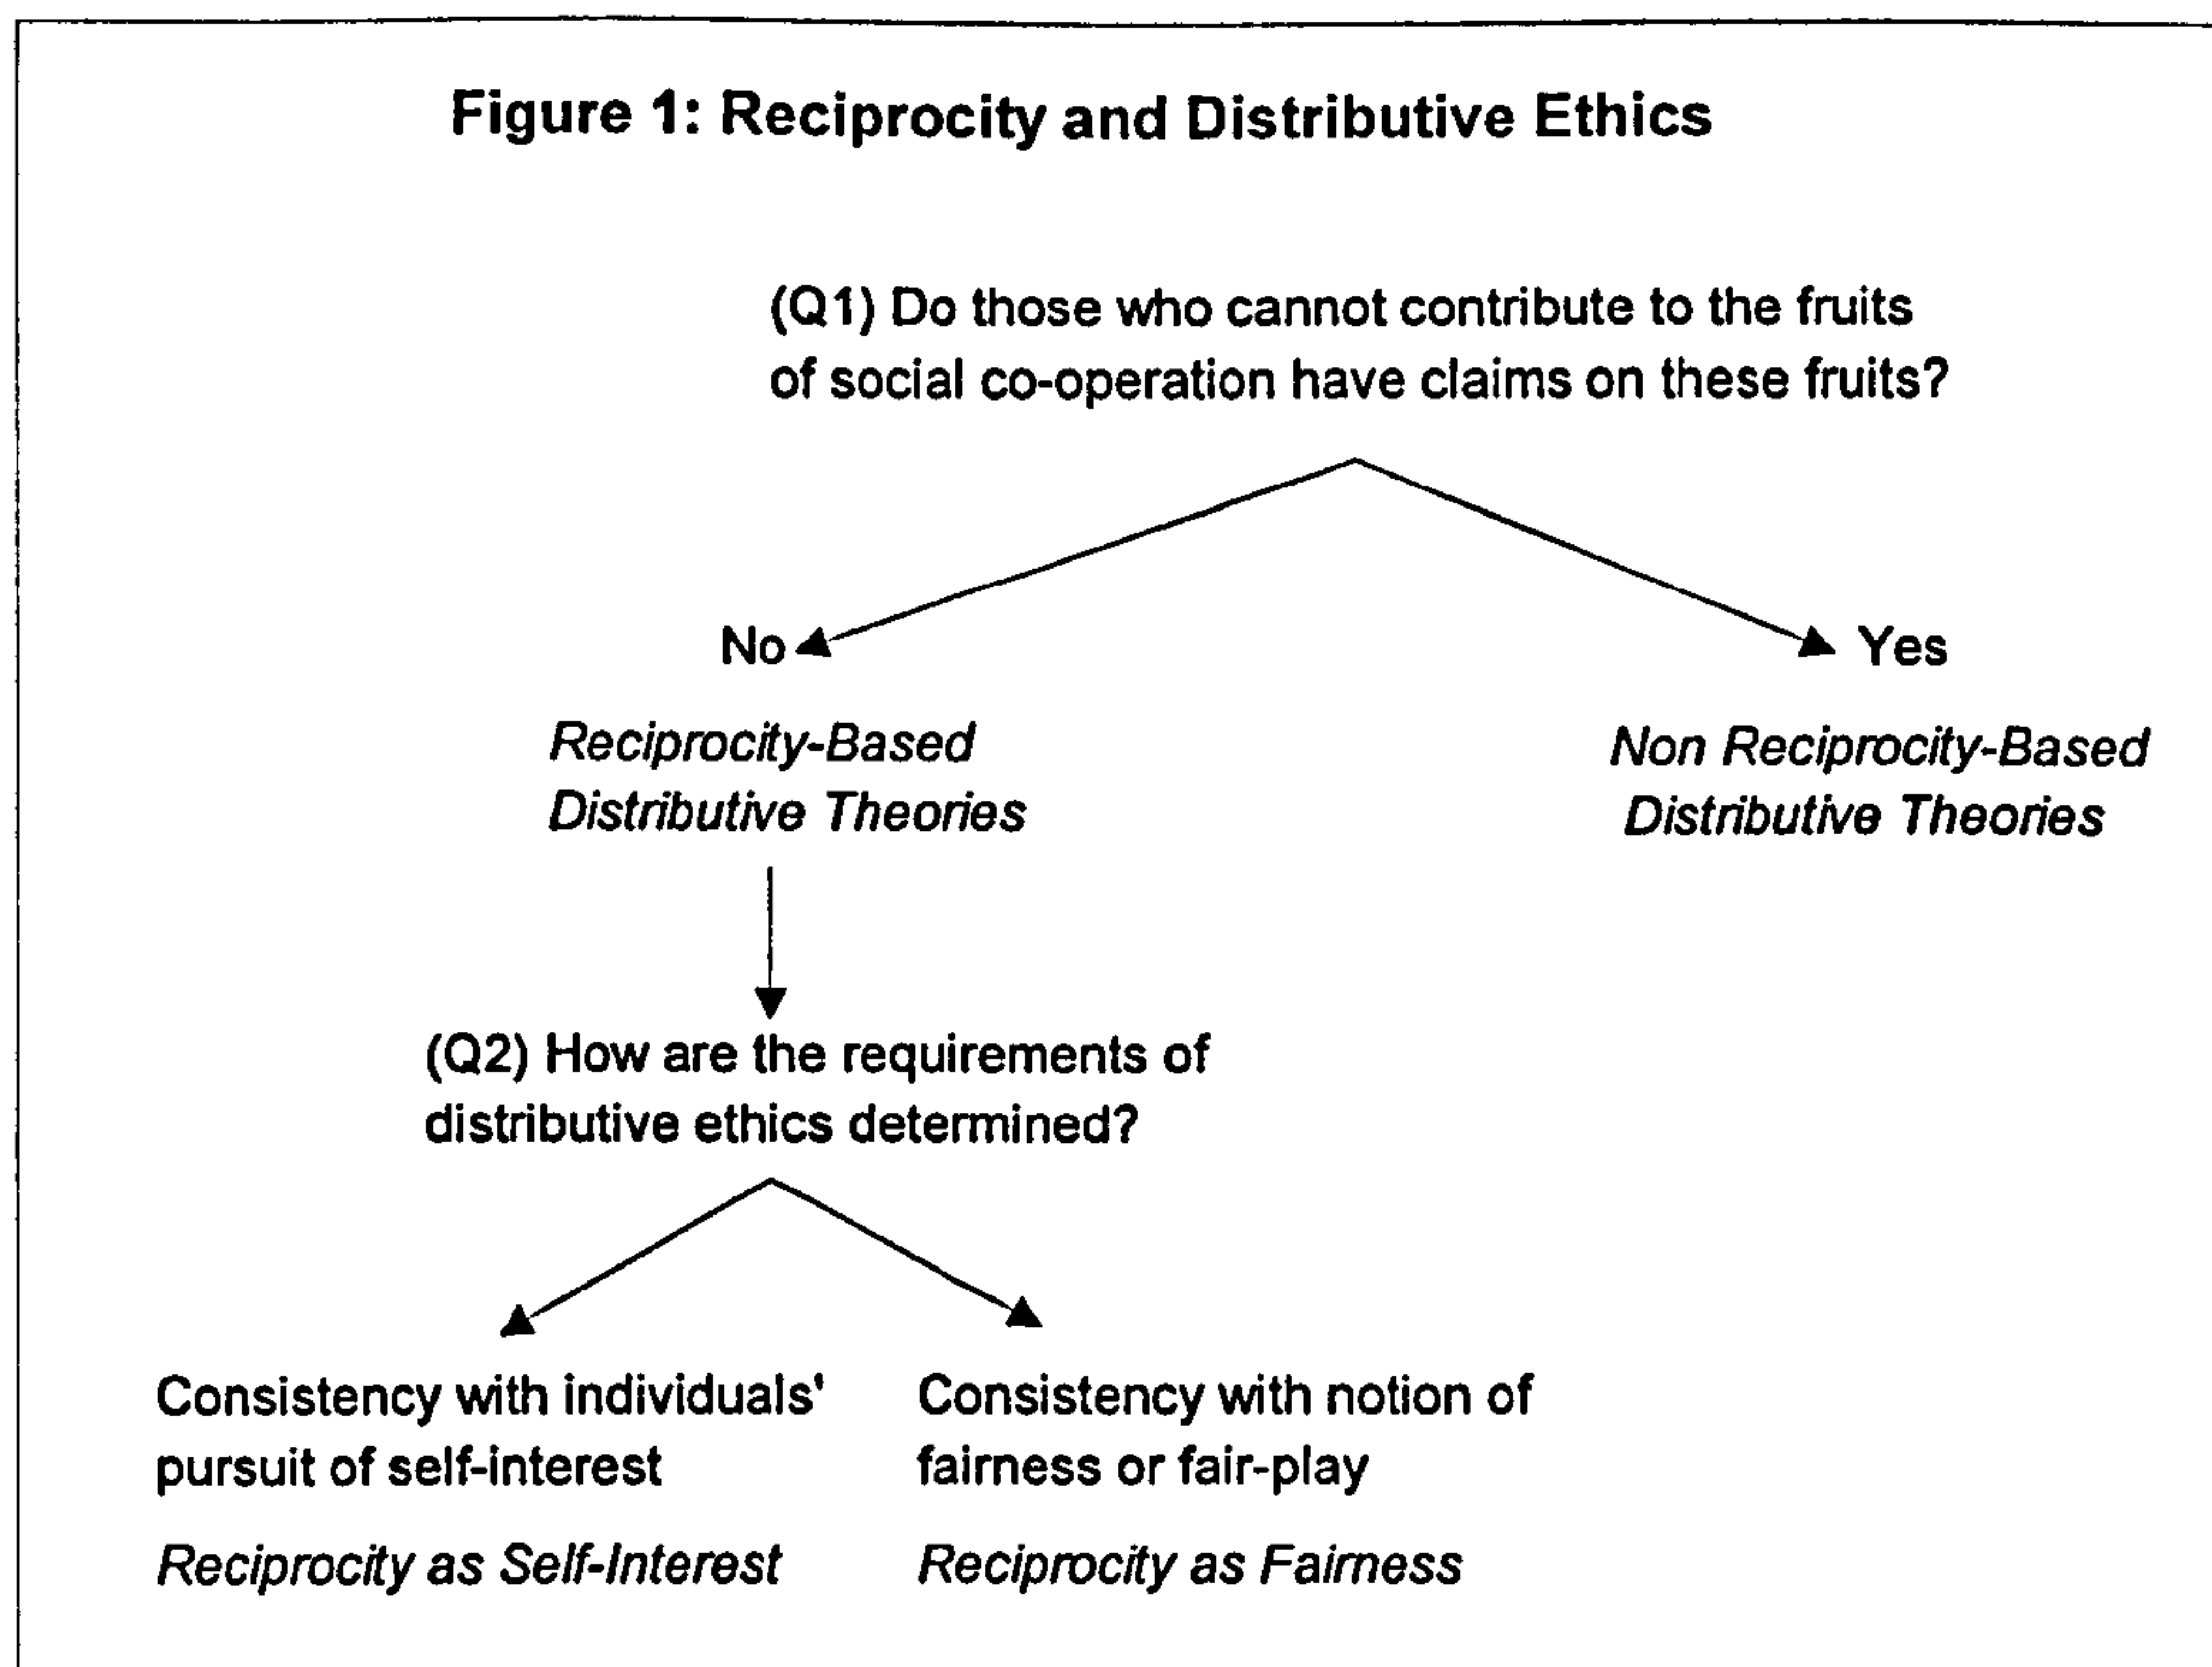 Figure 1: Reciprocity and Distributive Ethics
(Q1) Do those who cannot contribute to the fruits
of social co-operation have claims on these fruits?
No
Yes
Reciprocity-Based
Distributive Theories
Non Reciprocity-Based
Distributive Theories
(Q2) How are the requirements of
distributive ethics determined?
Consistency with individuals'
pursuit of self-interest
Reciprocity as Self-Interest
Consistency with notion of
fairness or fair-play
Reciprocity as Fairness